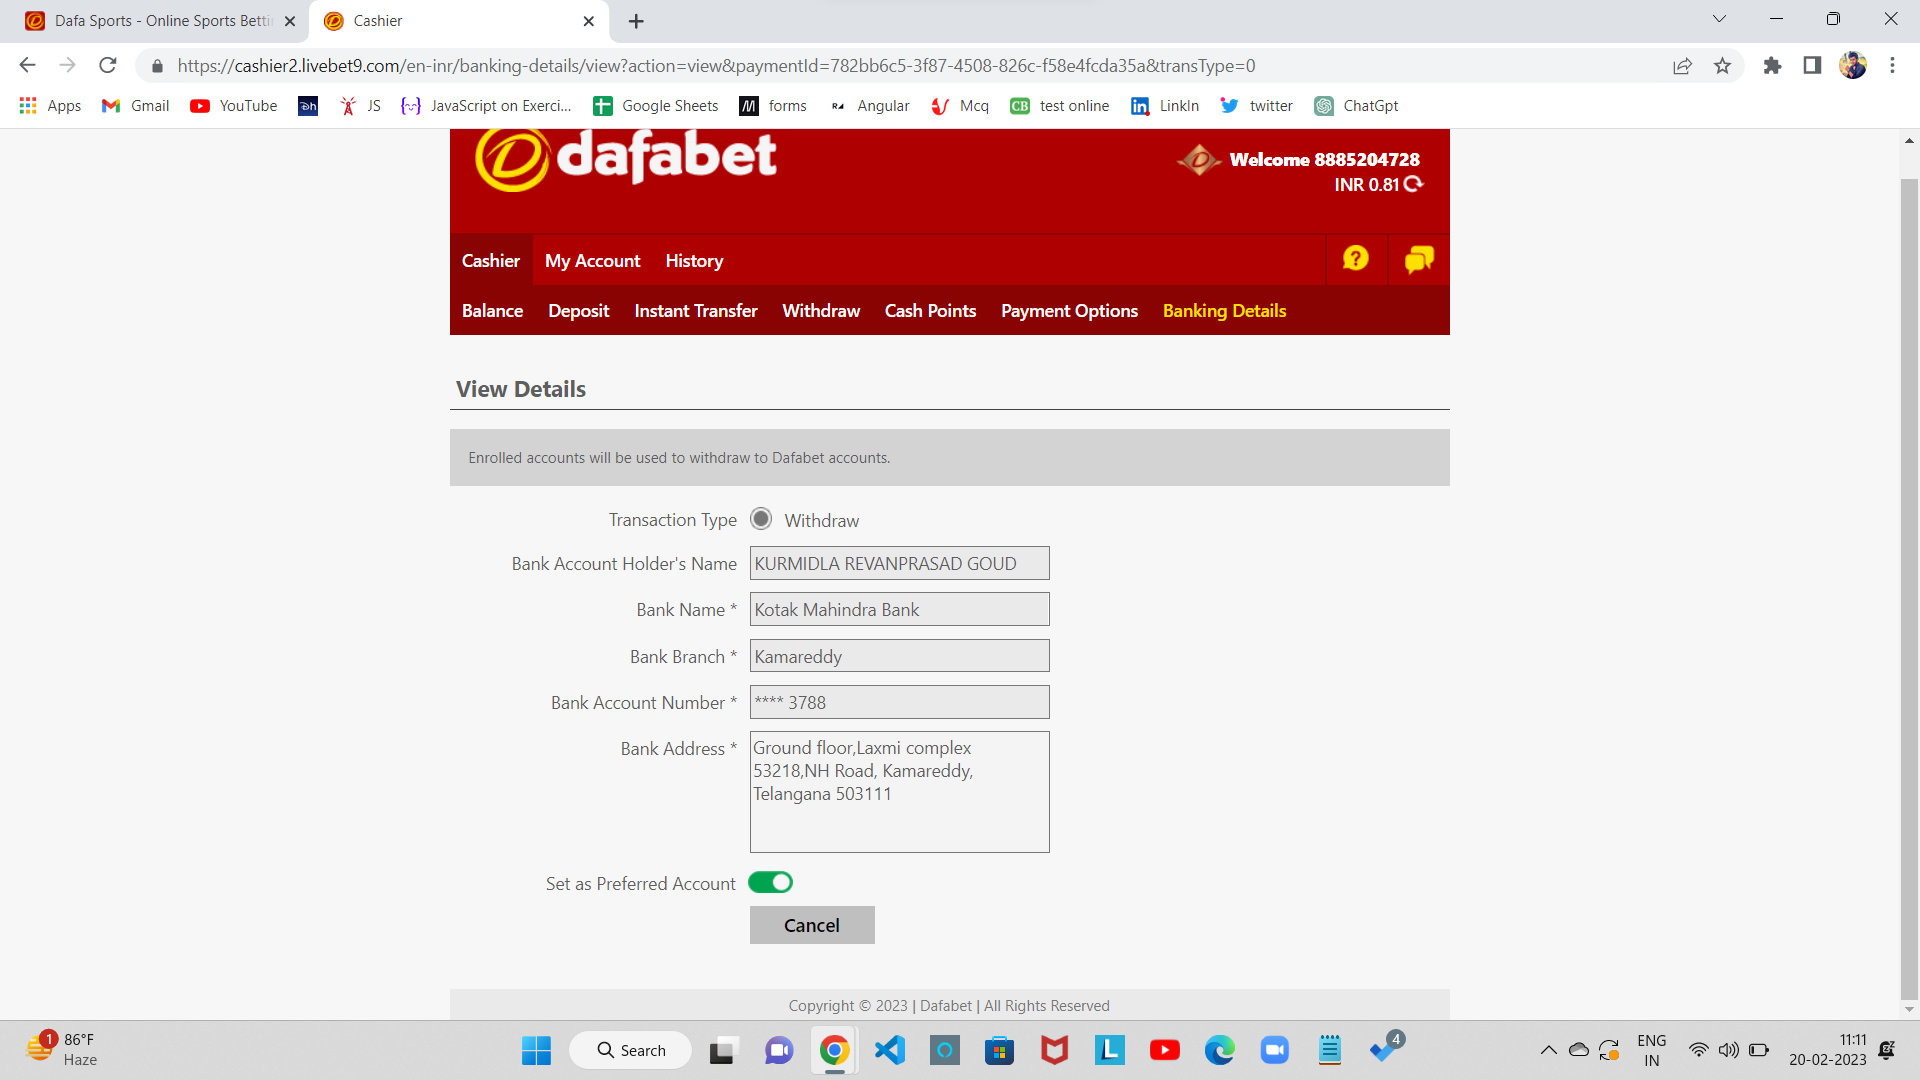 Dafa Sports - Online Sports Betti
Cashier
https://cashier2.livebet9.com/en-inr/banking-details/view?action=view&paymentId=782bb6c5-3f87-4508-826c-f58e4fcda35a&transType=0
Apps Gmail YouTube JS JavaScript on Exerci... Google Sheets forms Angular Mcq CB test online LinkIn twitter ChatGpt
dafabet
Welcome 8885204728
INR 0.81
Cashier My Account History
Balance Deposit Instant Transfer Withdraw Cash Points Payment Options Banking Details
View Details
Enrolled accounts will be used to withdraw to Dafabet accounts.
Transaction Type Withdraw
Bank Account Holder's Name KURMIDLA REVANPRASAD GOUD
Bank Name * Kotak Mahindra Bank
Bank Branch * Kamareddy
Bank Account Number * **** 3788
Bank Address * Ground floor,Laxmi complex
53218,NH Road, Kamareddy,
Telangana 503111
Set as Preferred Account
Cancel
Copyright © 2023 | Dafabet | All Rights Reserved
1 86°F
Haze
Search
4
ENG
IN
11:11
20-02-2023